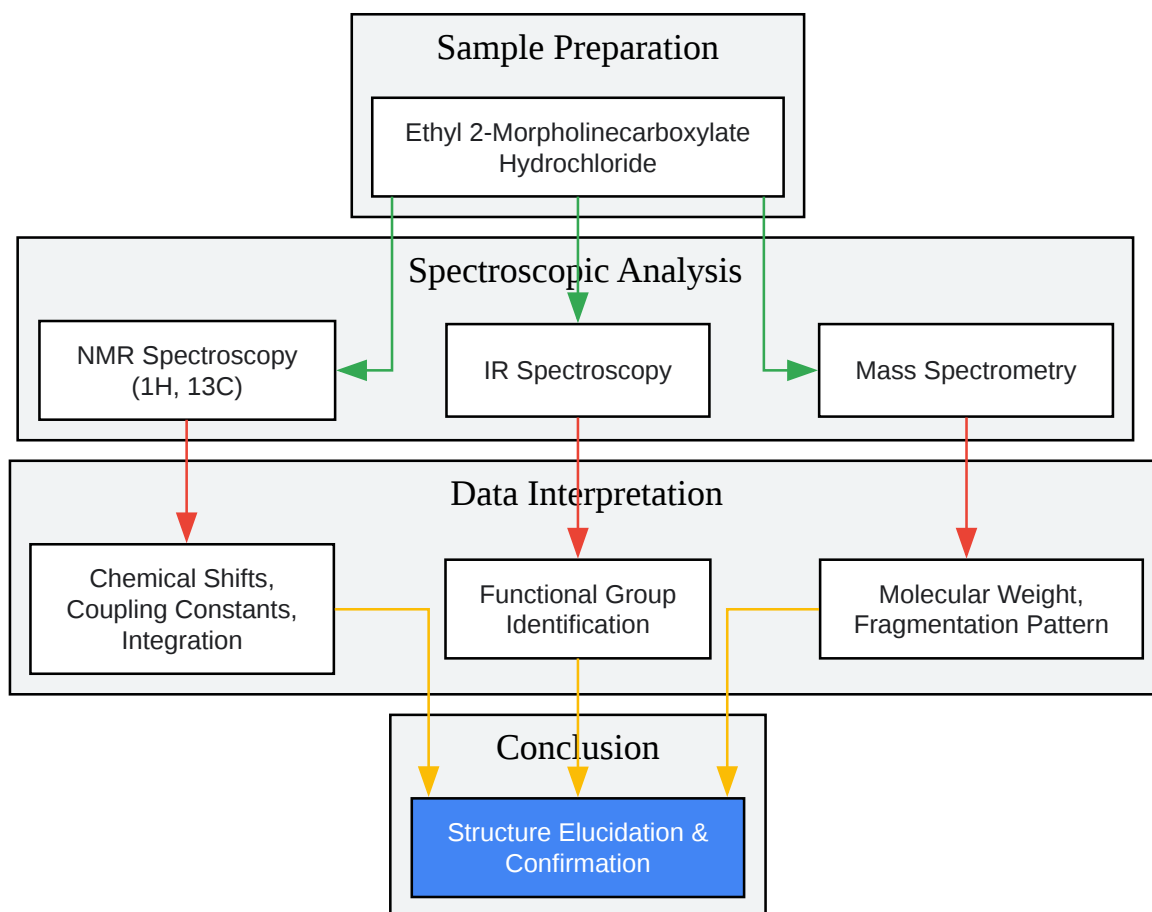 Sample Preparation
Ethyl 2-Morpholinecarboxylate
Hydrochloride
Spectroscopic Analysis
NMR Spectroscopy
(1H, 13C)
IR Spectroscopy
Mass Spectrometry
Data Interpretation
Chemical Shifts,
Coupling Constants,
Integration
Functional Group
Identification
Molecular Weight,
Fragmentation Pattern
Conclusion
Structure Elucidation &
Confirmation